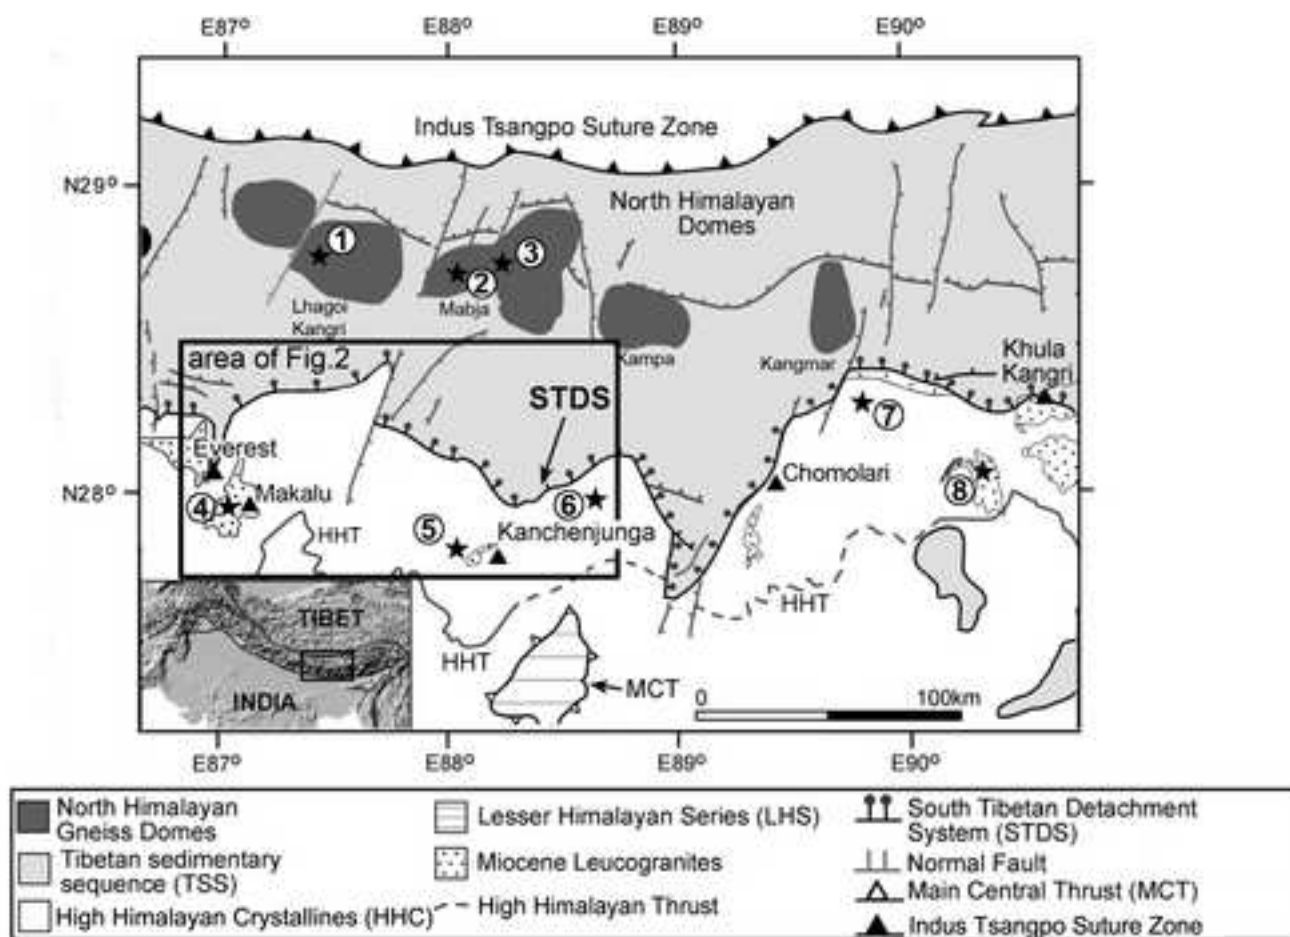 E87º E88º E89º E90º
Indus Tsangpo Suture Zone
N29°
North Himalayan
Domes
1
3
2
Lhagoi
Kangri
Mabja
Kampa
Kangmar
area of Fig.2
Khula
Kangri
STDS
7
Everest
Chomolari
N28°
Makalu
4
6
8
HHT
5
Kanchenjunga
HHT
TIBET
INDIA
HHT
MCT
0 100km
E87º E88º E89º E90º
North Himalayan
Gneiss Domes
Tibetan sedimentary
sequence (TSS)
High Himalayan Crystallines (HHC)
Lesser Himalayan Series (LHS)
Miocene Leucogranites
High Himalayan Thrust
South Tibetan Detachment
System (STDS)
Normal Fault
Main Central Thrust (MCT)
Indus Tsangpo Suture Zone